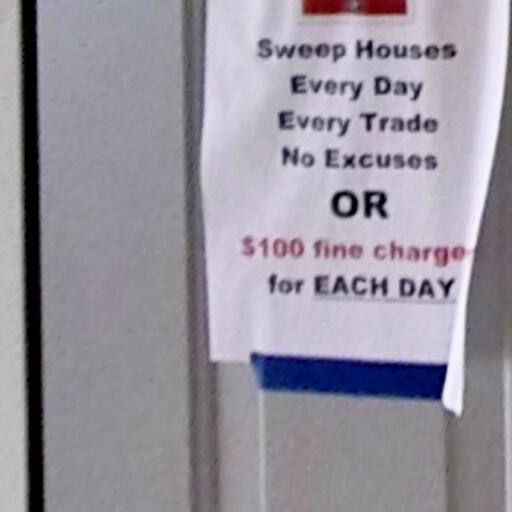 Sweep Houses
Every Day
Every Trade
No Excuses
OR
$100 fine charge
for EACH DAY